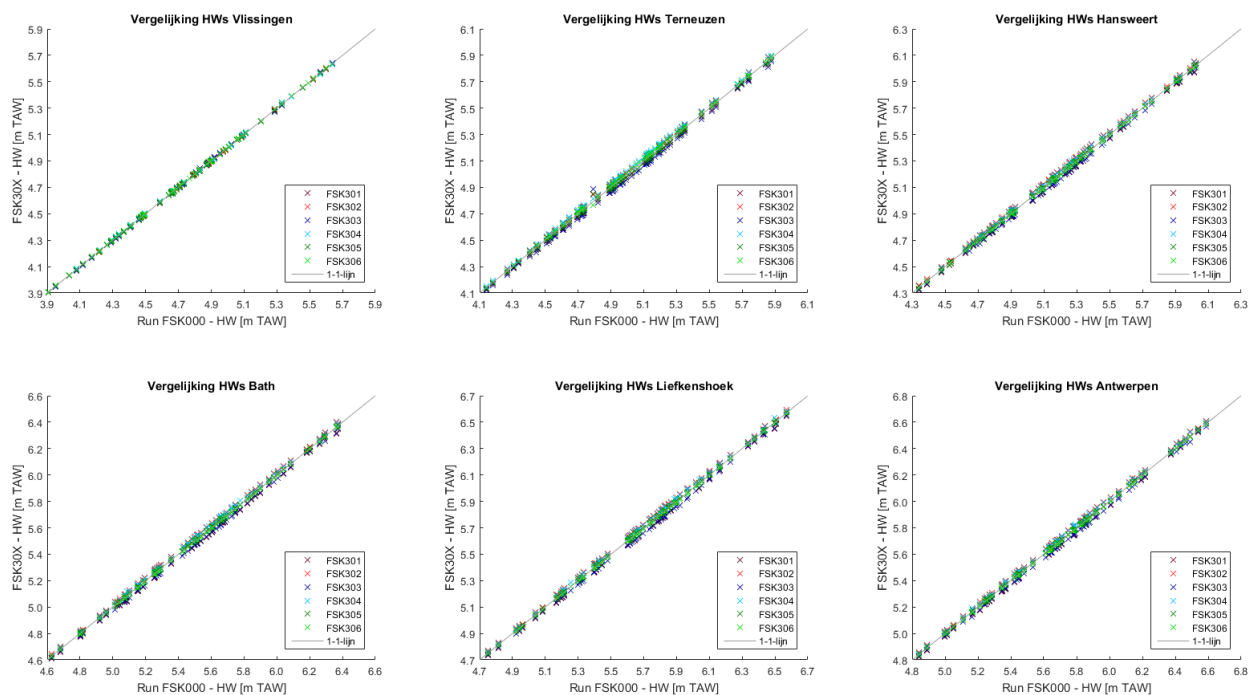 Vergelijking HWs Vlissingen
5.9
5.7
5.5
5.3
5.1
4.9
4.7
4.5
4.3
4.1
3.9
FSK30X - HW [m TAW]
FSK301
FSK302
FSK303
FSK304
FSK305
FSK306
1-1-lijn
4.1 4.3 4.5 4.7 4.9 5.1 5.3 5.5 5.7 5.9
Run FSK000 - HW [m TAW]
Vergelijking HWs Terneuzen
6.1
5.9
5.7
5.5
5.3
5.1
4.9
4.7
4.5
4.3
4.1
FSK30X - HW [m TAW]
FSK301
FSK302
FSK303
FSK304
FSK305
FSK306
1-1-lijn
4.1 4.3 4.5 4.7 4.9 5.1 5.3 5.5 5.7 5.9 6.1
Run FSK000 - HW [m TAW]
Vergelijking HWs Hansweert
6.3
6.1
5.9
5.7
5.5
5.3
5.1
4.9
4.7
4.5
4.3
FSK30X - HW [m TAW]
FSK301
FSK302
FSK303
FSK304
FSK305
FSK306
1-1-lijn
4.3 4.5 4.7 4.9 5.1 5.3 5.5 5.7 5.9 6.1 6.3
Run FSK000 - HW [m TAW]
Vergelijking HWs Bath
6.6
6.4
6.2
6.0
5.8
5.6
5.4
5.2
5.0
4.8
4.6
FSK30X - HW [m TAW]
FSK301
FSK302
FSK303
FSK304
FSK305
FSK306
1-1-lijn
4.6 4.8 5.0 5.2 5.4 5.6 5.8 6.0 6.2 6.4 6.6
Run FSK000 - HW [m TAW]
Vergelijking HWs Liefkenshoek
6.7
6.5
6.3
6.1
5.9
5.7
5.5
5.3
5.1
4.9
4.7
FSK30X - HW [m TAW]
FSK301
FSK302
FSK303
FSK304
FSK305
FSK306
1-1-lijn
4.7 4.9 5.1 5.3 5.5 5.7 5.9 6.1 6.3 6.5 6.7
Run FSK000 - HW [m TAW]
Vergelijking HWs Antwerpen
6.8
6.6
6.4
6.2
6.0
5.8
5.6
5.4
5.2
5.0
4.8
FSK30X - HW [m TAW]
FSK301
FSK302
FSK303
FSK304
FSK305
FSK306
1-1-lijn
4.8 5.0 5.2 5.4 5.6 5.8 6.0 6.2 6.4 6.6 6.8
Run FSK000 - HW [m TAW]